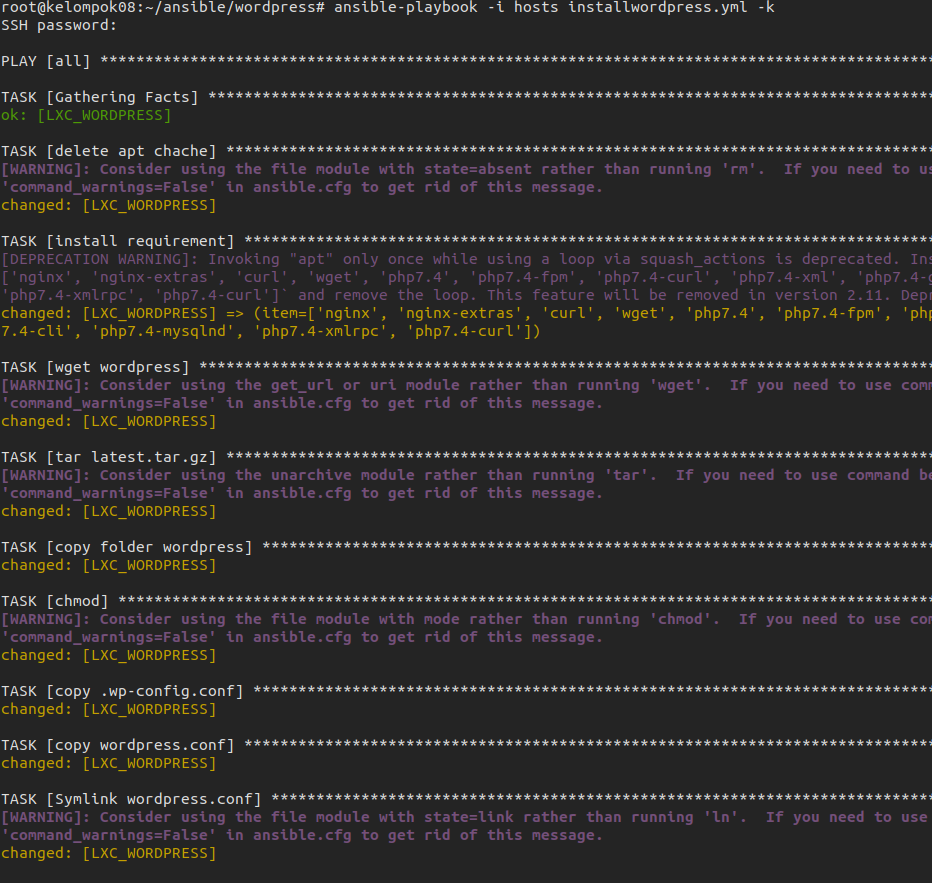 root@kelompok08:~/ansible/wordpress# ansible-playbook -i hosts installwordpress.yml -k
SSH password:
PLAY [all] *********************************************************************************************
TASK [Gathering Facts] *********************************************************************************
ok: [LXC_WORDPRESS]
TASK [delete apt chache] *******************************************************************************
[WARNING]: Consider using the file module with state=absent rather than running 'rm'.  If you need to us
'command_warnings=False' in ansible.cfg to get rid of this message.
changed: [LXC_WORDPRESS]
TASK [install requirement] *****************************************************************************
[DEPRECATION WARNING]: Invoking "apt" only once while using a loop via squash_actions is deprecated. Ins
['nginx', 'nginx-extras', 'curl', 'wget', 'php7.4', 'php7.4-fpm', 'php7.4-curl', 'php7.4-xml', 'php7.4-g
'php7.4-xmlrpc', 'php7.4-curl']` and remove the loop. This feature will be removed in version 2.11. Depr
changed: [LXC_WORDPRESS] => (item=['nginx', 'nginx-extras', 'curl', 'wget', 'php7.4', 'php7.4-fpm', 'php
7.4-cli', 'php7.4-mysqlnd', 'php7.4-xmlrpc', 'php7.4-curl'])
TASK [wget wordpress] **********************************************************************************
[WARNING]: Consider using the get_url or uri module rather than running 'wget'.  If you need to use com
'command_warnings=False' in ansible.cfg to get rid of this message.
changed: [LXC_WORDPRESS]
TASK [tar latest.tar.gz] *******************************************************************************
[WARNING]: Consider using the unarchive module rather than running 'tar'.  If you need to use command be
'command_warnings=False' in ansible.cfg to get rid of this message.
changed: [LXC_WORDPRESS]
TASK [copy folder wordpress] ***************************************************************************
changed: [LXC_WORDPRESS]
TASK [chmod] *******************************************************************************************
[WARNING]: Consider using the file module with mode rather than running 'chmod'.  If you need to use com
'command_warnings=False' in ansible.cfg to get rid of this message.
changed: [LXC_WORDPRESS]
TASK [copy .wp-config.conf] ****************************************************************************
changed: [LXC_WORDPRESS]
TASK [copy wordpress.conf] *****************************************************************************
changed: [LXC_WORDPRESS]
TASK [Symlink wordpress.conf] **************************************************************************
[WARNING]: Consider using the file module with state=link rather than running 'ln'.  If you need to use
'command_warnings=False' in ansible.cfg to get rid of this message.
changed: [LXC_WORDPRESS]